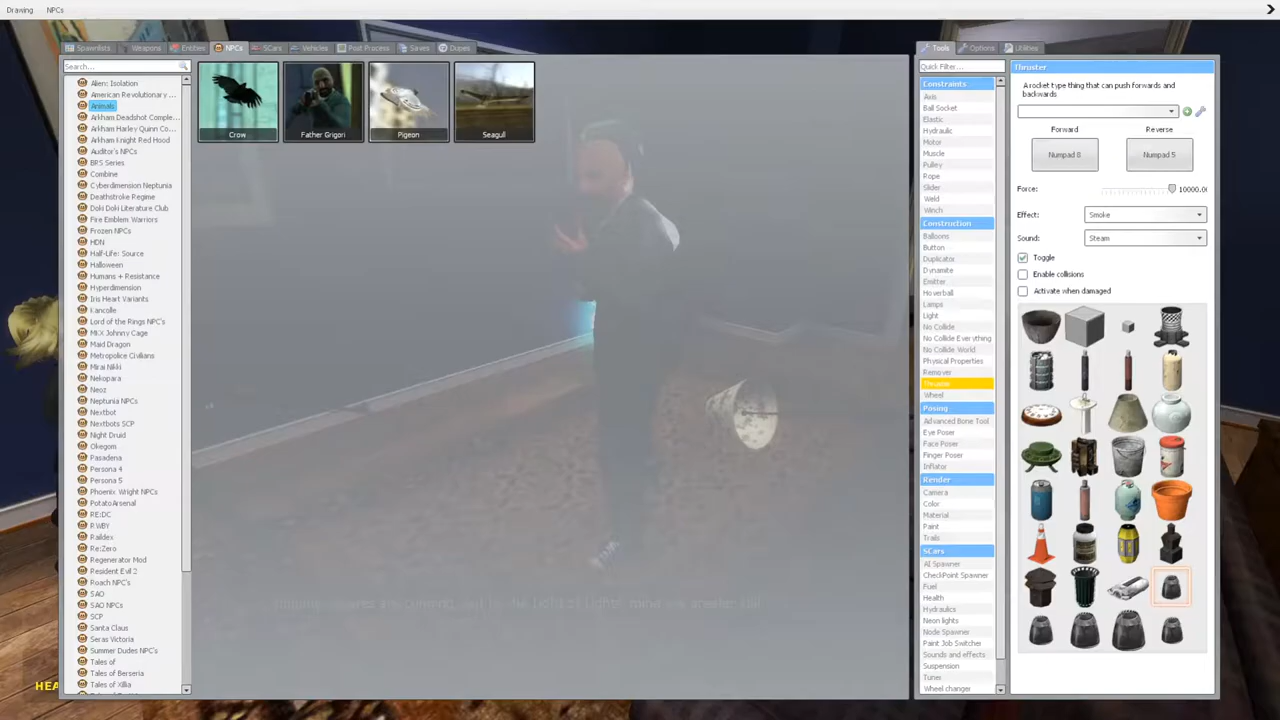 Drawing NPCs
Spawnlists Weapons Entities NPCs SCars Vehicles Post Process Saves Dupes
Search...
Alien: Isolation
American Revolutionary ...
Animals
Arkham Deadshot Comple...
Arkham Harley Quinn Co...
Arkham Knight Red Hood
Auditor's NPCs
BRS Series
Combine
Cyberdimension Neptunia
Deathstroke Regime
Doki Doki Literature Club
Fire Emblem Warriors
Frozen NPCs
HDN
Half-Life: Source
Halloween
Humans + Resistance
Hyperdimension
Iris Heart Variants
Kancolle
Lord of the Rings NPC's
MKX Johnny Cage
Maid Dragon
Metropolice Civilians
Mirai Nikki
Nekopara
Neoz
Neptunia NPCs
Nextbot
Nextbots SCP
Night Druid
Okegom
Pasadena
Persona 4
Persona 5
Phoenix Wright NPCs
PotatoArsenal
RE:DC
RWBY
Raildex
Re:Zero
Regenerator Mod
Resident Evil 2
Roach NPC's
SAO
SAO NPCs
SCP
Santa Claus
Seras Victoria
Summer Dudes NPC's
Tales of
Tales of Berseria
Tales of Xillia
Crow
Father Grigori
Pigeon
Seagull
HEA
Tools Options Utilities
Quick Filter...
Constraints
Axis
Ball Socket
Elastic
Hydraulic
Motor
Muscle
Pulley
Rope
Slider
Weld
Winch
Construction
Balloons
Button
Duplicator
Dynamite
Emitter
Hoverball
Lamps
Light
No Collide
No Collide Everything
No Collide World
Physical Properties
Remover
Thruster
Wheel
Posing
Advanced Bone Tool
Eye Poser
Face Poser
Finger Poser
Inflator
Render
Camera
Color
Material
Paint
Trails
SCars
AI Spawner
CheckPoint Spawner
Fuel
Health
Hydraulics
Neon lights
Node Spawner
Paint Job Switcher
Sounds and effects
Suspension
Tunes
Wheel changer
Thruster
A rocket type thing that can push forwards and
backwards
Forward Reverse
Numpad 8 Numpad 5
Force: 10000.0
Effect: Smoke
Sound: Steam
Toggle
Enable collisions
Activate when damaged